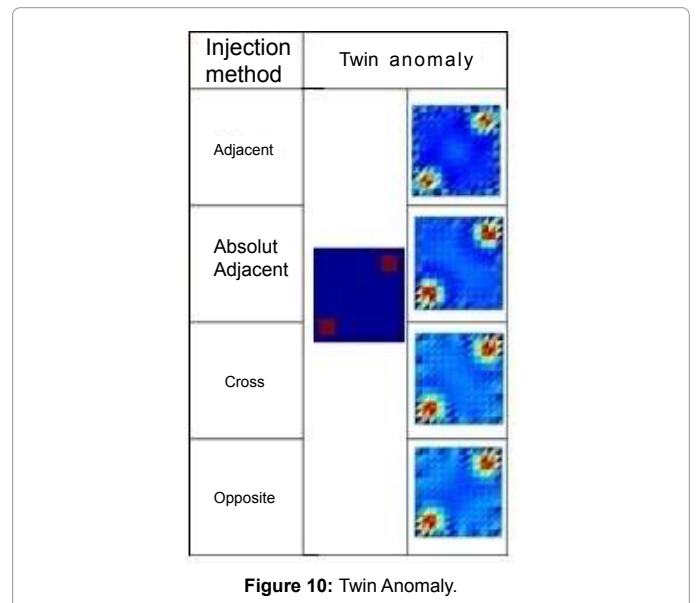 Injection
method
Twin anomaly
Adjacent
Absolut
Adjacent
Cross
Opposite
Figure 10: Twin Anomaly.